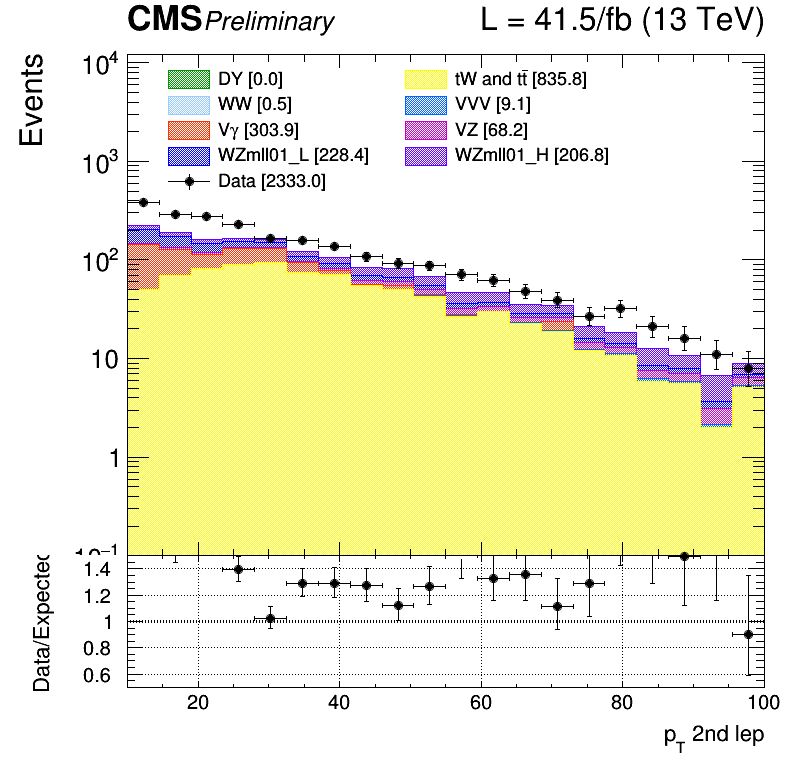 CMS Preliminary L = 41.5/fb (13 TeV)
Events
10⁴
10³
10²
10
1
10⁻¹
DY [0.0]
tW and tt̄ [835.8]
WW [0.5]
VVV [9.1]
Vγ [303.9]
VZ [68.2]
WZmll01_L [228.4]
WZmll01_H [206.8]
Data [2333.0]
Data/Expected
1.4
1.2
1
0.8
0.6
20 40 60 80 100
p_T 2nd lep